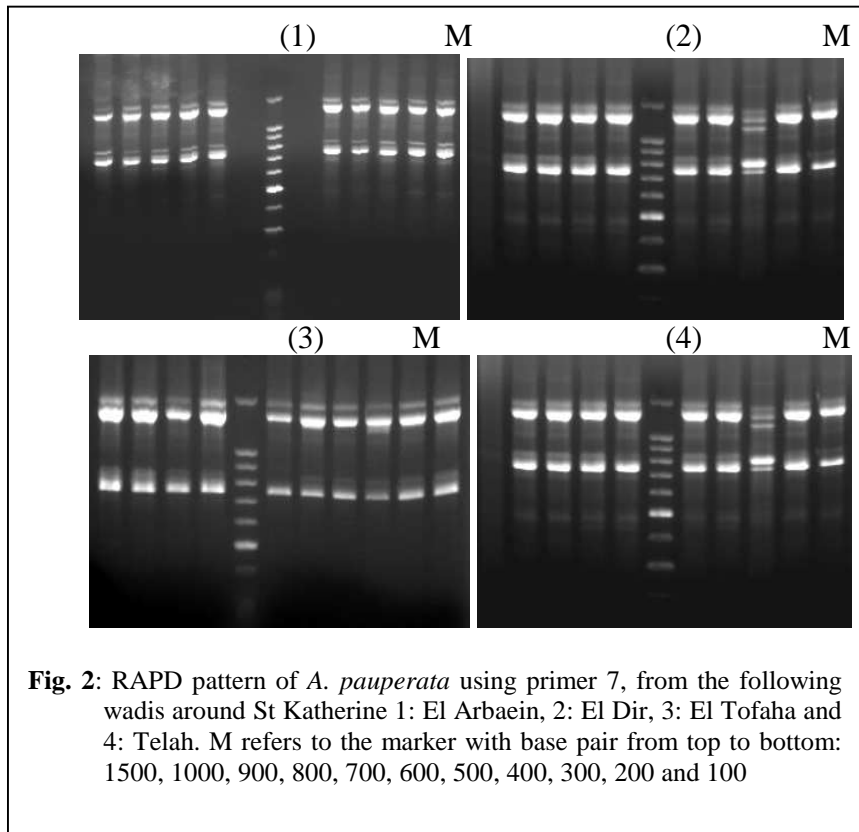 (1) M (2) M
(3) M (4) M
Fig. 2: RAPD pattern of A. pauperata using primer 7, from the following
wadis around St Katherine 1: El Arbaein, 2: El Dir, 3: El Tofaha and
4: Telah. M refers to the marker with base pair from top to bottom:
1500, 1000, 900, 800, 700, 600, 500, 400, 300, 200 and 100